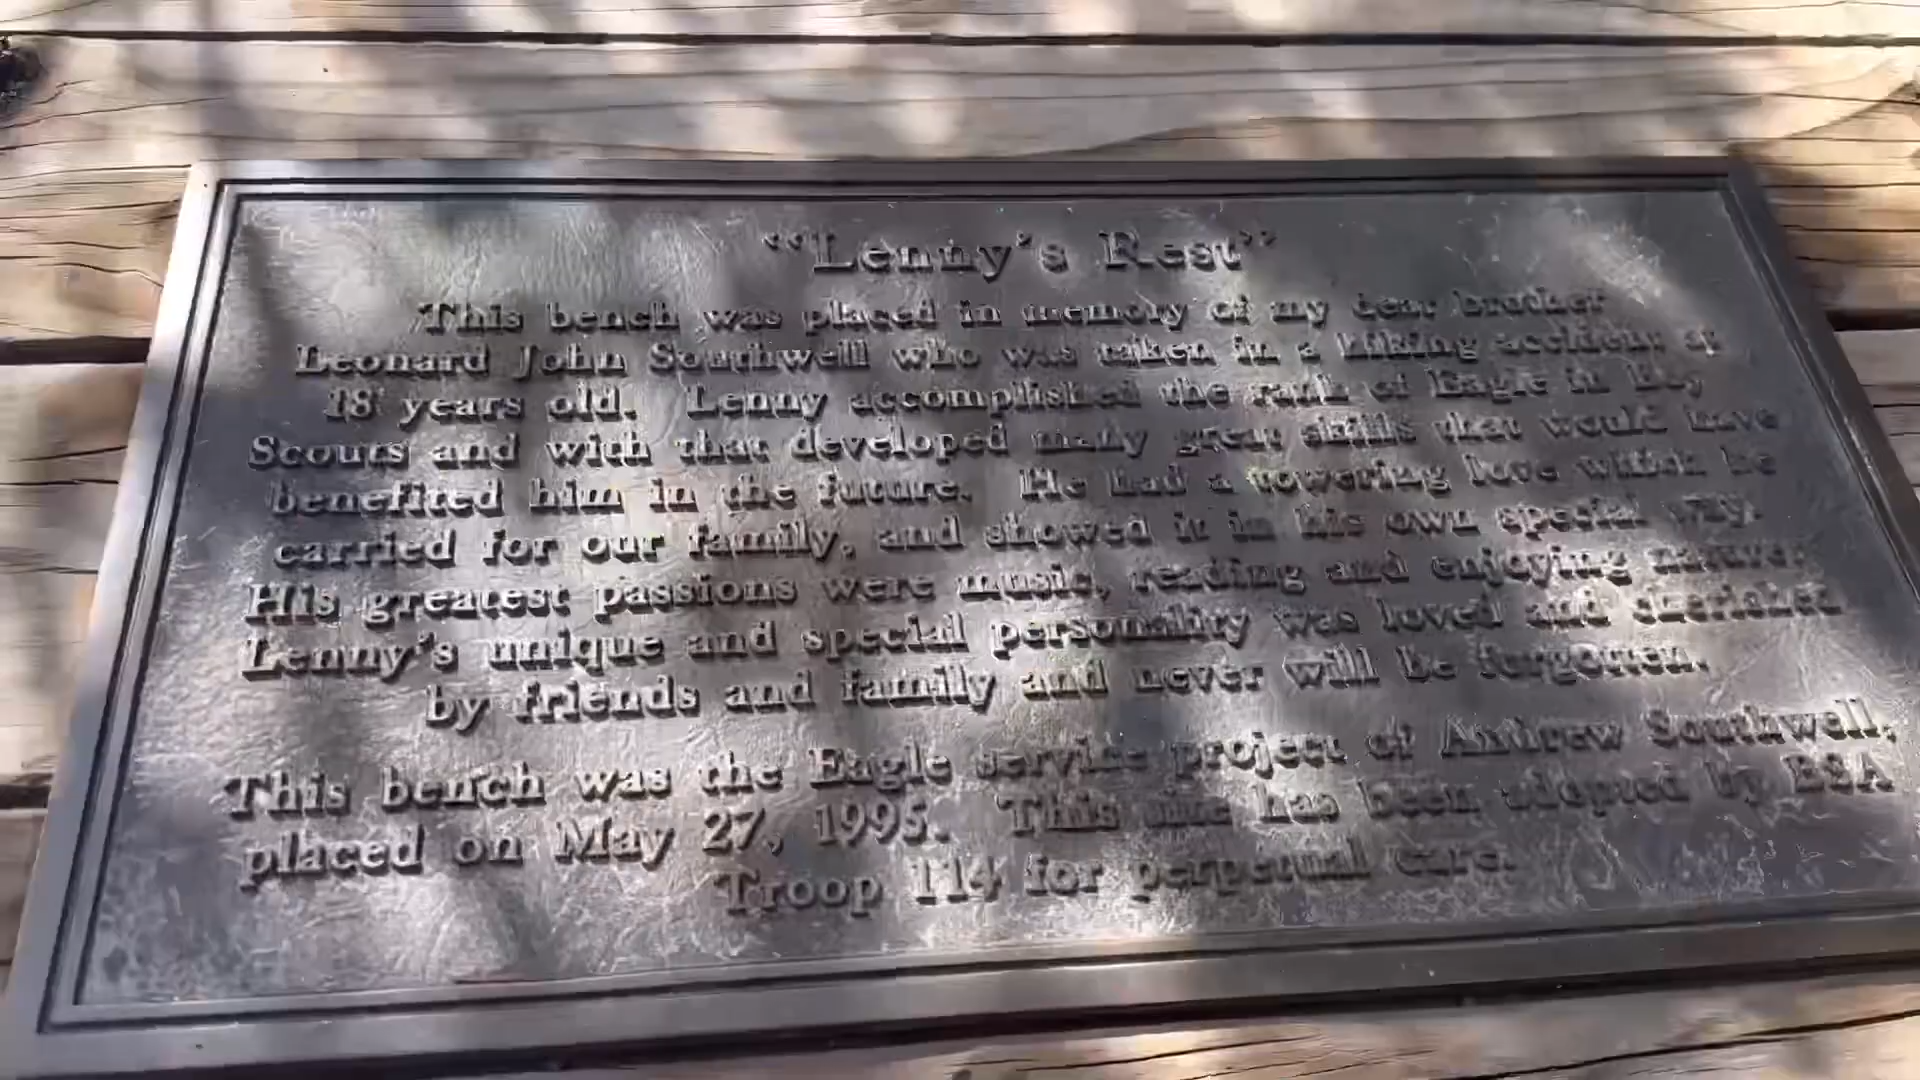 “Lenny’s Rest”
This bench was placed in memory of my dear brother
Leonard John Southwell who was taken in a hiking accident at
18 years old. Lenny accomplished the rank of Eagle in Boy
Scouts and with that developed many great skills that would have
benefited him in the future. He had a towering love which he
carried for our family, and showed it in his own special way.
His greatest passions were music, reading and enjoying nature.
Lenny’s unique and special personality was loved and cherished
by friends and family and never will be forgotten.
This bench was the Eagle service project of Andrew Southwell,
placed on May 27, 1995. This site has been adopted by BSA
Troop 114 for perpetual care.